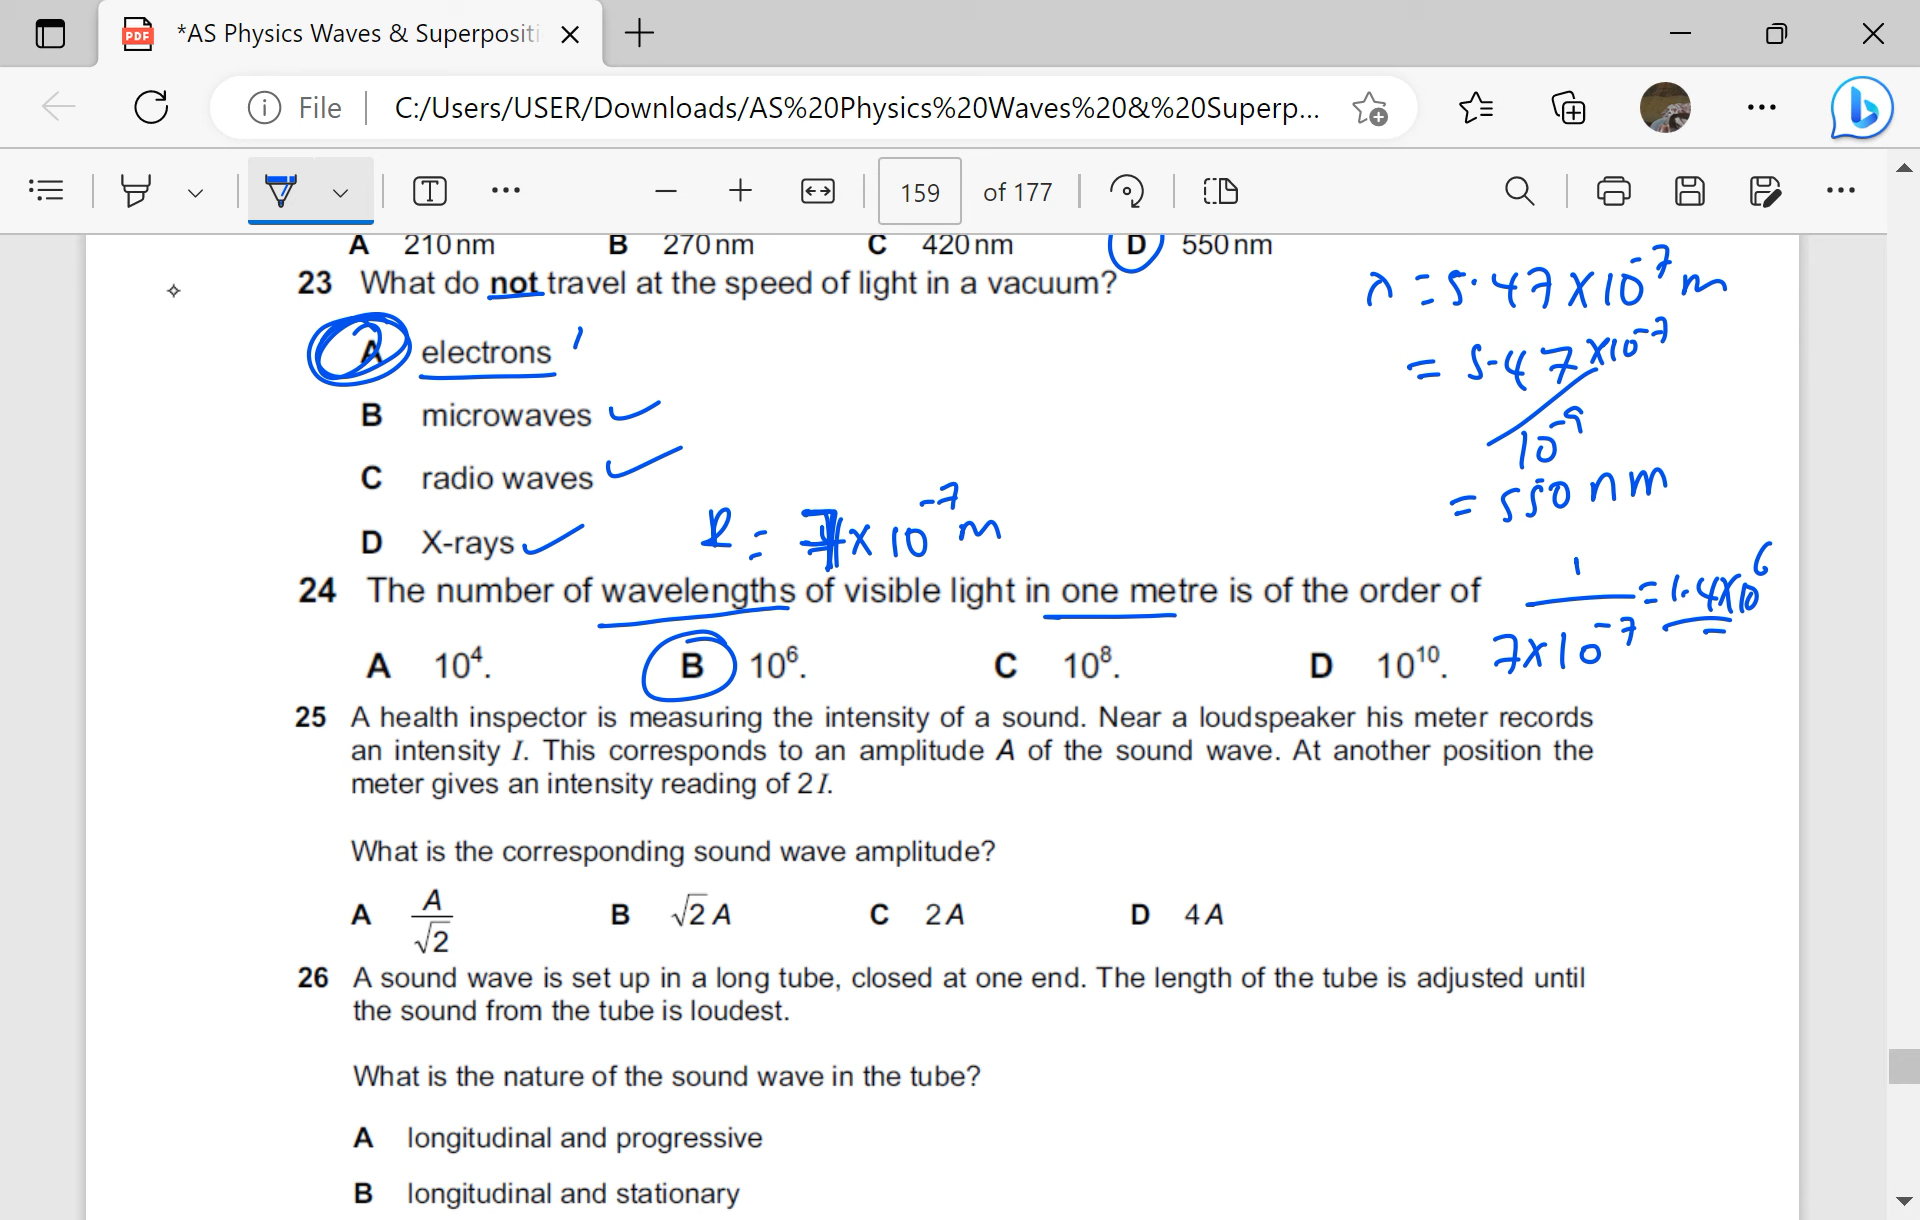 *AS Physics Waves & Superpositi
File
C:/Users/USER/Downloads/AS%20Physics%20Waves%20&%20Superp...
159 of 177
A 210 nm B 270 nm C 420 nm D 550 nm
23 What do not travel at the speed of light in a vacuum?
A electrons
B microwaves
C radio waves
D X-rays
λ = 5.47 × 10⁻⁷ m
= 5.47 × 10⁻⁷
10⁻⁹
= 550 nm
R = 7 × 10⁻⁷ m
24 The number of wavelengths of visible light in one metre is of the order of
1 = 1.4 × 10⁶
7 × 10⁻⁷
A 10⁴. B 10⁶. C 10⁸. D 10¹⁰.
25 A health inspector is measuring the intensity of a sound. Near a loudspeaker his meter records
an intensity I. This corresponds to an amplitude A of the sound wave. At another position the
meter gives an intensity reading of 2I.
What is the corresponding sound wave amplitude?
A A/√2 B √2 A C 2A D 4A
26 A sound wave is set up in a long tube, closed at one end. The length of the tube is adjusted until
the sound from the tube is loudest.
What is the nature of the sound wave in the tube?
A longitudinal and progressive
B longitudinal and stationary